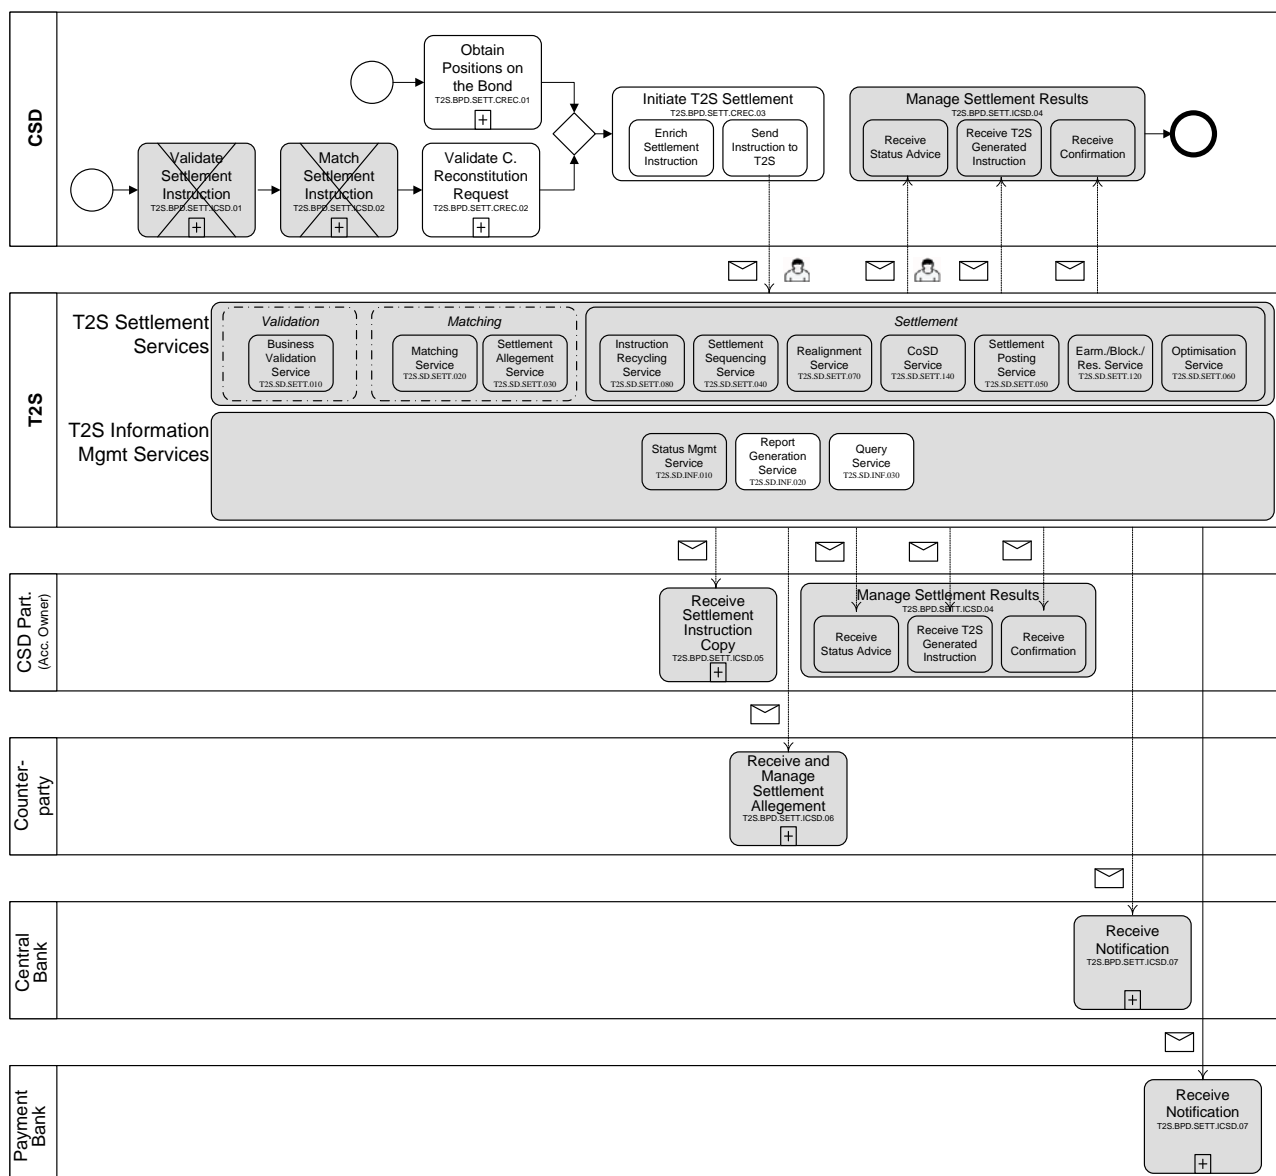 CSD
Obtain
Positions on
the Bond
T2S.BPD.SETT.CREC.01
+
Validate
Settlement
Instruction
T2S.BPD.SETT.ICSD.01
+
Match
Settlement
Instruction
T2S.BPD.SETT.ICSD.02
+
Validate C.
Reconstitution
Request
T2S.BPD.SETT.CREC.02
+
Initiate T2S Settlement
T2S.BPD.SETT.CREC.03
Enrich
Settlement
Instruction
Send
Instruction to
T2S
Manage Settlement Results
T2S.BPD.SETT.ICSD.04
Receive
Status Advice
Receive T2S
Generated
Instruction
Receive
Confirmation
T2S
T2S Settlement
Services
Validation
Business
Validation
Service
T2S.SD.SETT.010
Matching
Matching
Service
T2S.SD.SETT.020
Settlement
Allegement
Service
T2S.SD.SETT.030
Settlement
Instruction
Recycling
Service
T2S.SD.SETT.080
Settlement
Sequencing
Service
T2S.SD.SETT.040
Realignment
Service
T2S.SD.SETT.070
CoSD
Service
T2S.SD.SETT.140
Settlement
Posting
Service
T2S.SD.SETT.050
Earm./Block./
Res. Service
T2S.SD.SETT.120
Optimisation
Service
T2S.SD.SETT.060
T2S Information
Mgmt Services
Status Mgmt
Service
T2S.SD.INF.010
Report
Generation
Service
T2S.SD.INF.020
Query
Service
T2S.SD.INF.030
CSD Part.
(Acc. Owner)
Receive
Settlement
Instruction
Copy
T2S.BPD.SETT.ICSD.05
+
Manage Settlement Results
T2S.BPD.SETT.ICSD.04
Receive
Status Advice
Receive T2S
Generated
Instruction
Receive
Confirmation
Counter-
party
Receive and
Manage
Settlement
Allegement
T2S.BPD.SETT.ICSD.06
+
Central
Bank
Receive
Notification
T2S.BPD.SETT.ICSD.07
+
Payment
Bank
Receive
Notification
T2S.BPD.SETT.ICSD.07
+